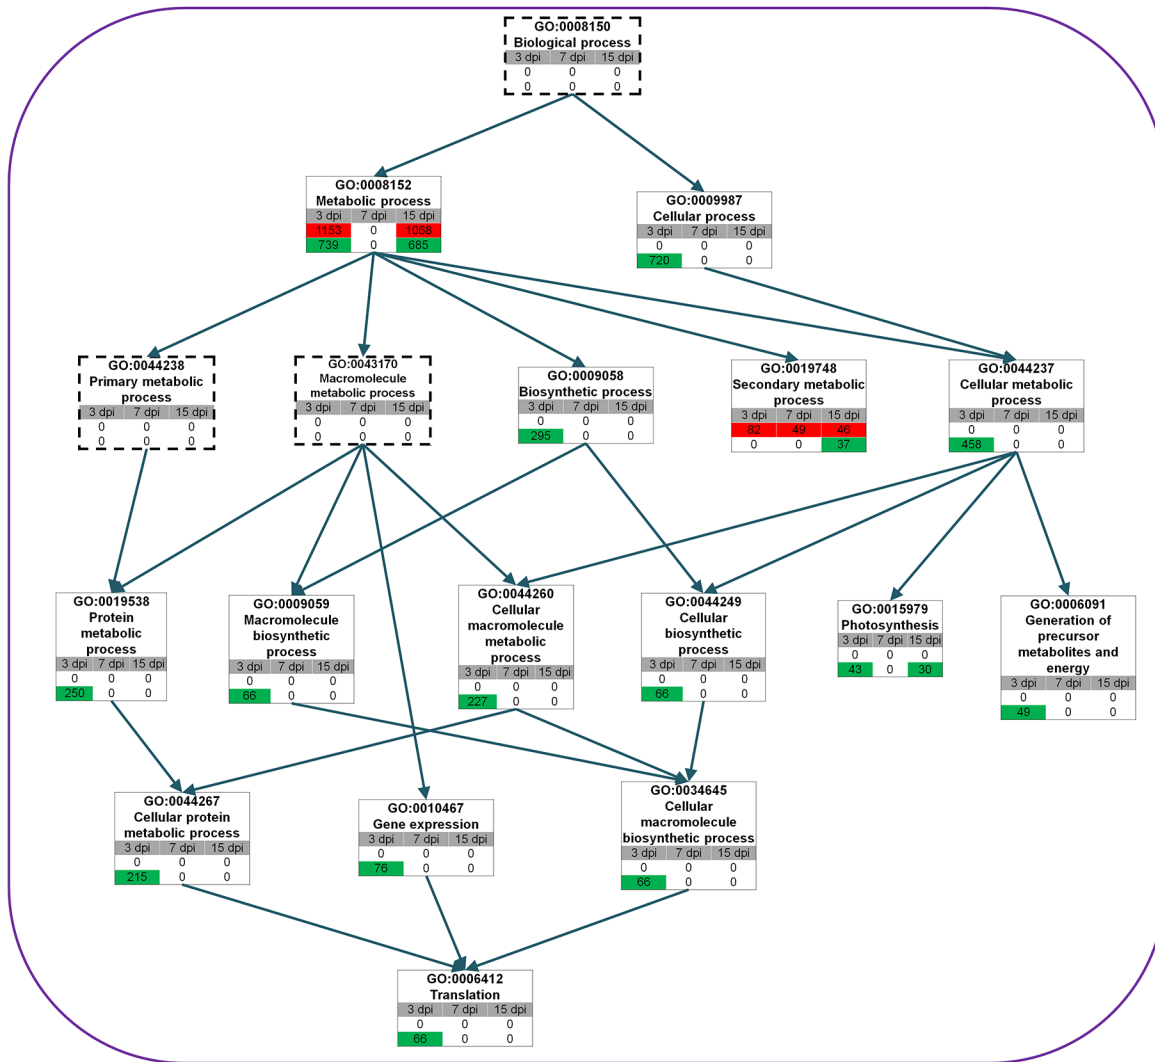 GO:0008150
Biological process
3 dpi 7 dpi 15 dpi
0 0 0
0 0 0
GO:0008152
Metabolic process
3 dpi 7 dpi 15 dpi
1153 0 1068
739 0 685
GO:0009987
Cellular process
3 dpi 7 dpi 15 dpi
0 0 0
720 0 0
GO:0044238
Primary metabolic
process
3 dpi 7 dpi 15 dpi
0 0 0
0 0 0
GO:0043170
Macromolecule
metabolic process
3 dpi 7 dpi 15 dpi
0 0 0
0 0 0
GO:0009058
Biosynthetic process
3 dpi 7 dpi 15 dpi
0 0 0
295 0 0
GO:0019748
Secondary metabolic
process
3 dpi 7 dpi 15 dpi
82 49 46
0 0 37
GO:0044237
Cellular metabolic
process
3 dpi 7 dpi 15 dpi
0 0 0
458 0 0
GO:0019538
Protein
metabolic
process
3 dpi 7 dpi 15 dpi
0 0 0
250 0 0
GO:0009059
Macromolecule
biosynthetic
process
3 dpi 7 dpi 15 dpi
0 0 0
66 0 0
GO:0044260
Cellular
macromolecule
metabolic
process
3 dpi 7 dpi 15 dpi
0 0 0
227 0 0
GO:0044249
Cellular
biosynthetic
process
3 dpi 7 dpi 15 dpi
0 0 0
66 0 0
GO:0015979
Photosynthesis
3 dpi 7 dpi 15 dpi
0 0 0
43 0 30
GO:0006091
Generation of
precursor
metabolites and
energy
3 dpi 7 dpi 15 dpi
0 0 0
49 0 0
GO:0044267
Cellular protein
metabolic process
3 dpi 7 dpi 15 dpi
0 0 0
215 0 0
GO:0010467
Gene expression
3 dpi 7 dpi 15 dpi
0 0 0
76 0 0
GO:0034645
Cellular
macromolecule
biosynthetic process
3 dpi 7 dpi 15 dpi
0 0 0
66 0 0
GO:0006412
Translation
3 dpi 7 dpi 15 dpi
0 0 0
66 0 0